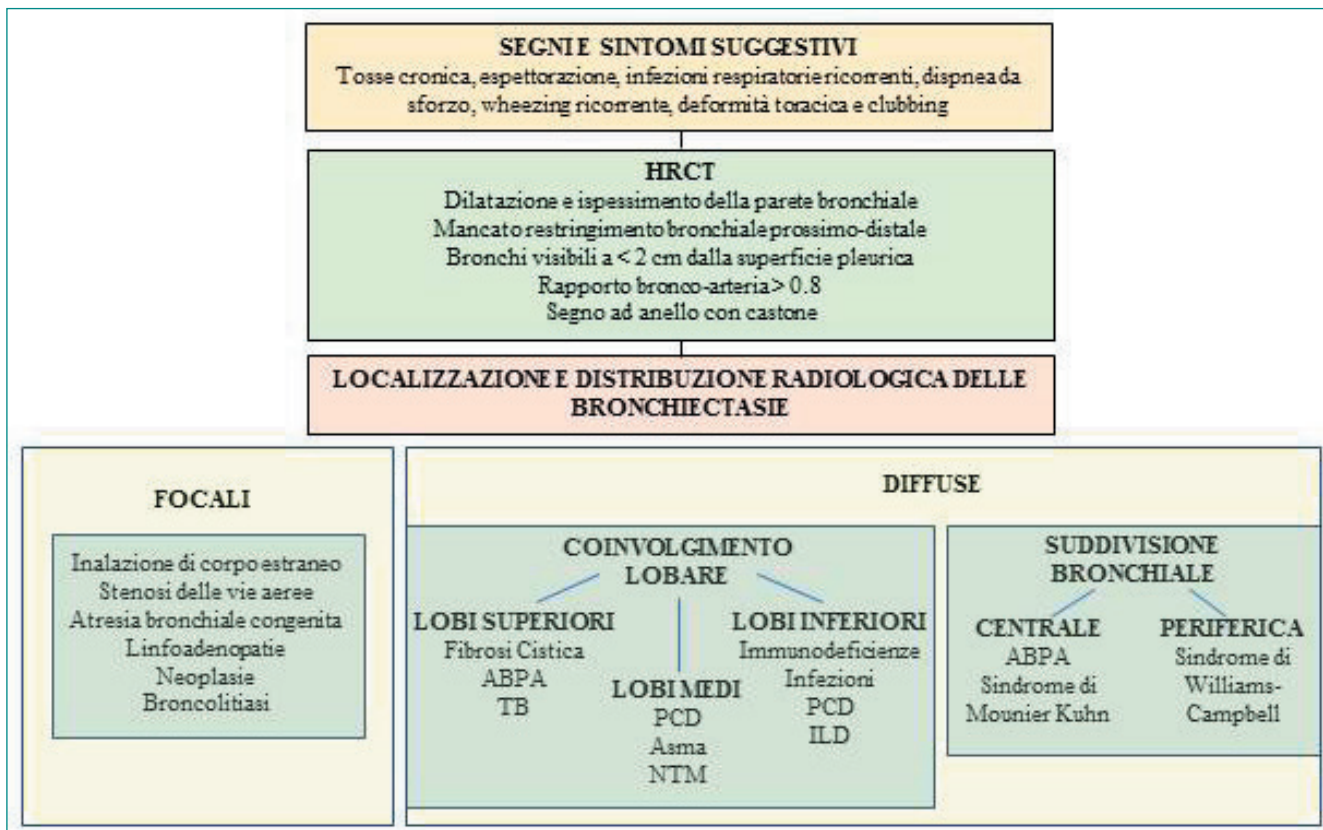 SEGNI E SINTOMI SUGGESTIVI
Tosse cronica, espettorazione, infezioni respiratorie ricorrenti, dispnea da
sforzo, wheezing ricorrente, deformità toracica e clubbing
HRCT
Dilatazione e ispessimento della parete bronchiale
Mancato restringimento bronchiale prossimo-distale
Bronchi visibili a < 2 cm dalla superficie pleurica
Rapporto bronco-arteria > 0.8
Segno ad anello con castone
LOCALIZZAZIONE E DISTRIBUZIONE RADIOLOGICA DELLE
BRONCHIECTASIE
FOCALI
Inalazione di corpo estraneo
Stenosi delle vie aeree
Atresia bronchiale congenita
Linfoadenopatie
Neoplasie
Broncolitiasi
DIFFUSE
COINVOLGIMENTO
LOBARE
LOBI SUPERIORI
Fibrosi Cistica
ABPA
TB
LOBI MEDI
PCD
Asma
NTM
LOBI INFERIORI
Immunodeficienze
Infezioni
PCD
ILD
SUDDIVISIONE
BRONCHIALE
CENTRALE
ABPA
Sindrome di
Mounier Kuhn
PERIFERICA
Sindrome di
Williams-
Campbell